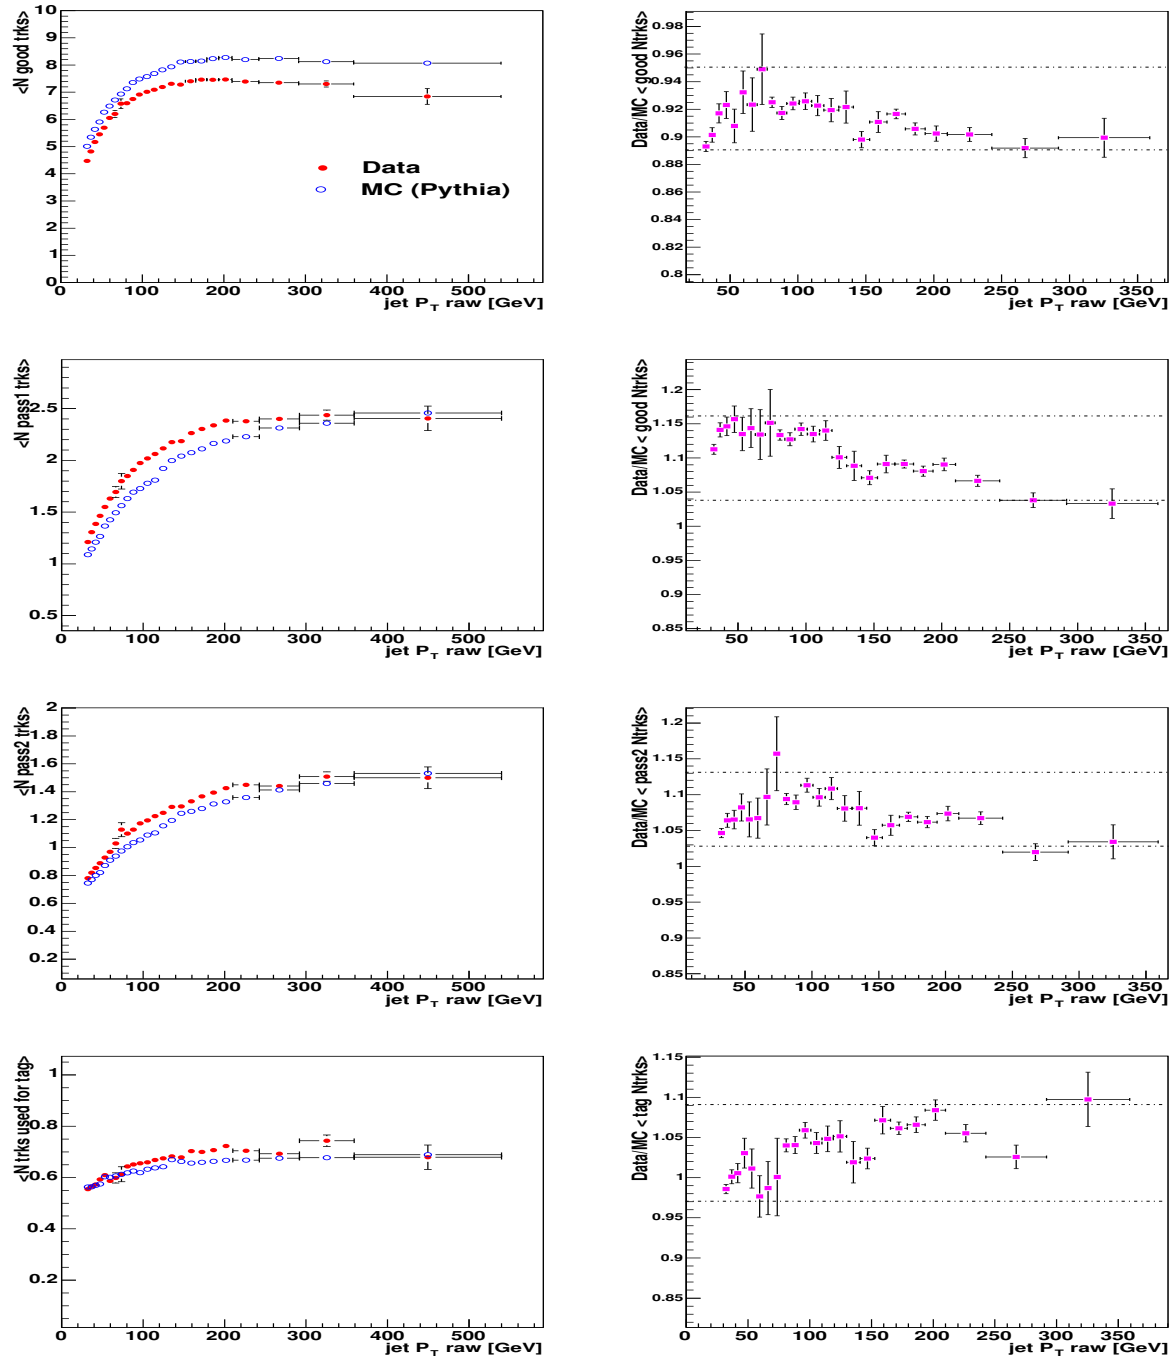 <N good trks>
10
9
8
7
6
5
4
3
2
1
0
Data
MC (Pythia)
0 100 200 300 400 500
jet P_T raw [GeV]
Data/MC < good Ntrks>
0.98
0.96
0.94
0.92
0.9
0.88
0.86
0.84
0.82
0.8
50 100 150 200 250 300 350
jet P_T raw [GeV]
<N pass1 trks>
2.5
2
1.5
1
0.5
0 100 200 300 400 500
jet P_T raw [GeV]
Data/MC < good Ntrks>
1.2
1.15
1.1
1.05
1
0.95
0.9
0.85
50 100 150 200 250 300 350
jet P_T raw [GeV]
<N pass2 trks>
2
1.8
1.6
1.4
1.2
1
0.8
0.6
0.4
0.2
0 100 200 300 400 500
jet P_T raw [GeV]
Data/MC < pass2 Ntrks>
1.2
1.15
1.1
1.05
1
0.95
0.9
0.85
50 100 150 200 250 300 350
jet P_T raw [GeV]
<N trks used for tag>
1
0.8
0.6
0.4
0.2
0 100 200 300 400 500
jet P_T raw [GeV]
Data/MC < tag Ntrks>
1.15
1.1
1.05
1
0.95
0.9
0.85
0 50 100 150 200 250 300 350
jet P_T raw [GeV]